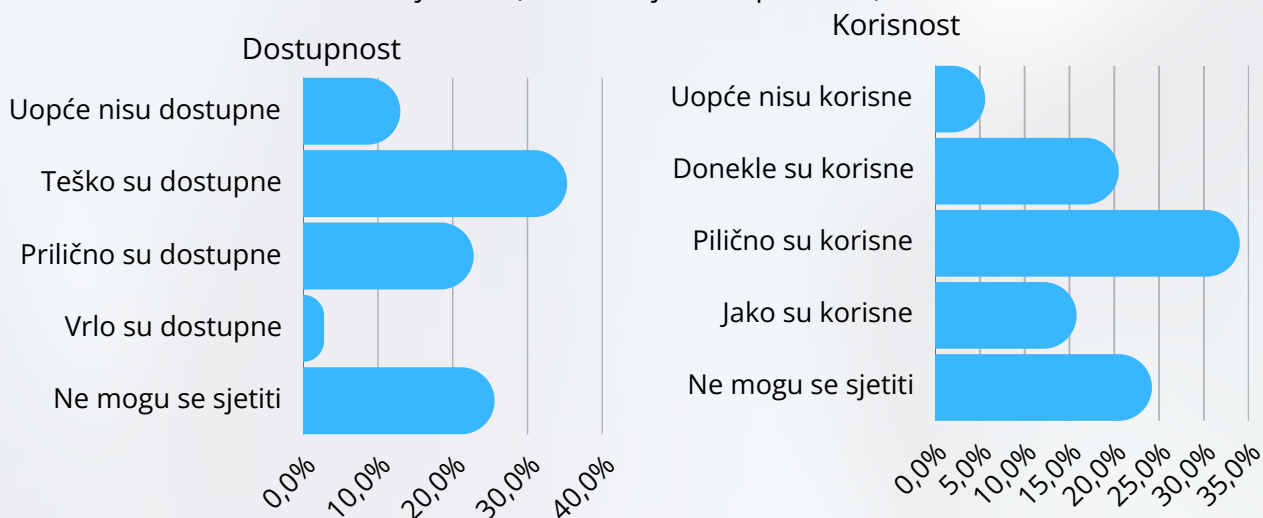 Dostupnost
Uopće nisu dostupne
Teško su dostupne
Prilično su dostupne
Vrlo su dostupne
Ne mogu se sjetiti
0,0%
10,0%
20,0%
30,0%
40,0%
Korisnost
Uopće nisu korisne
Donekle su korisne
Pilično su korisne
Jako su korisne
Ne mogu se sjetiti
0,0%
5,0%
10,0%
15,0%
20,0%
25,0%
30,0%
35,0%